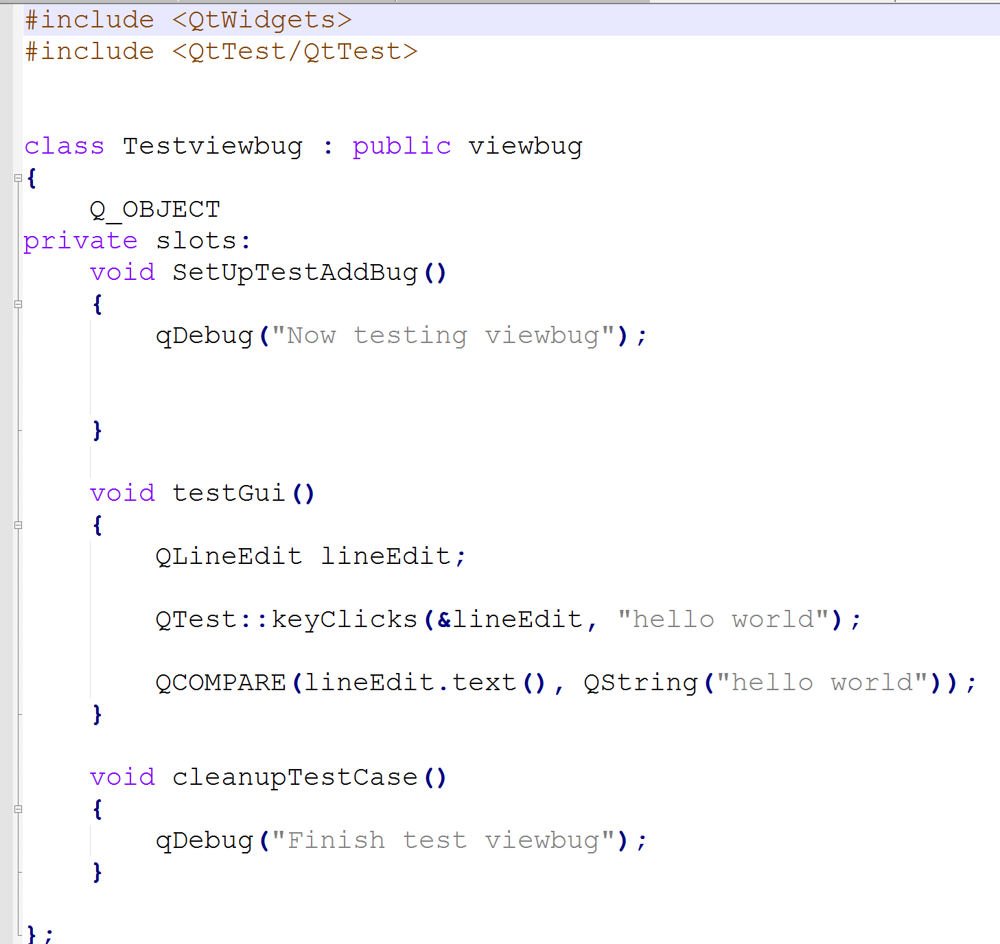 #include <QtWidgets>
#include <QtTest/QtTest>
class Testviewbug : public viewbug
{
Q_OBJECT
private slots:
void SetUpTestAddBug()
{
qDebug("Now testing viewbug");
}
void testGui()
{
QLineEdit lineEdit;
QTest::keyClicks(&lineEdit, "hello world");
QCOMPARE(lineEdit.text(), QString("hello world"));
}
void cleanupTestCase()
{
qDebug("Finish test viewbug");
}
};